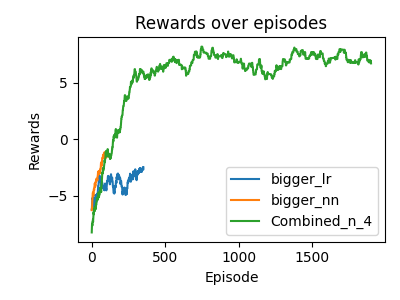 Rewards over episodes
Rewards
5
0
−5
bigger_lr
bigger_nn
Combined_n_4
0 500 1000 1500
Episode